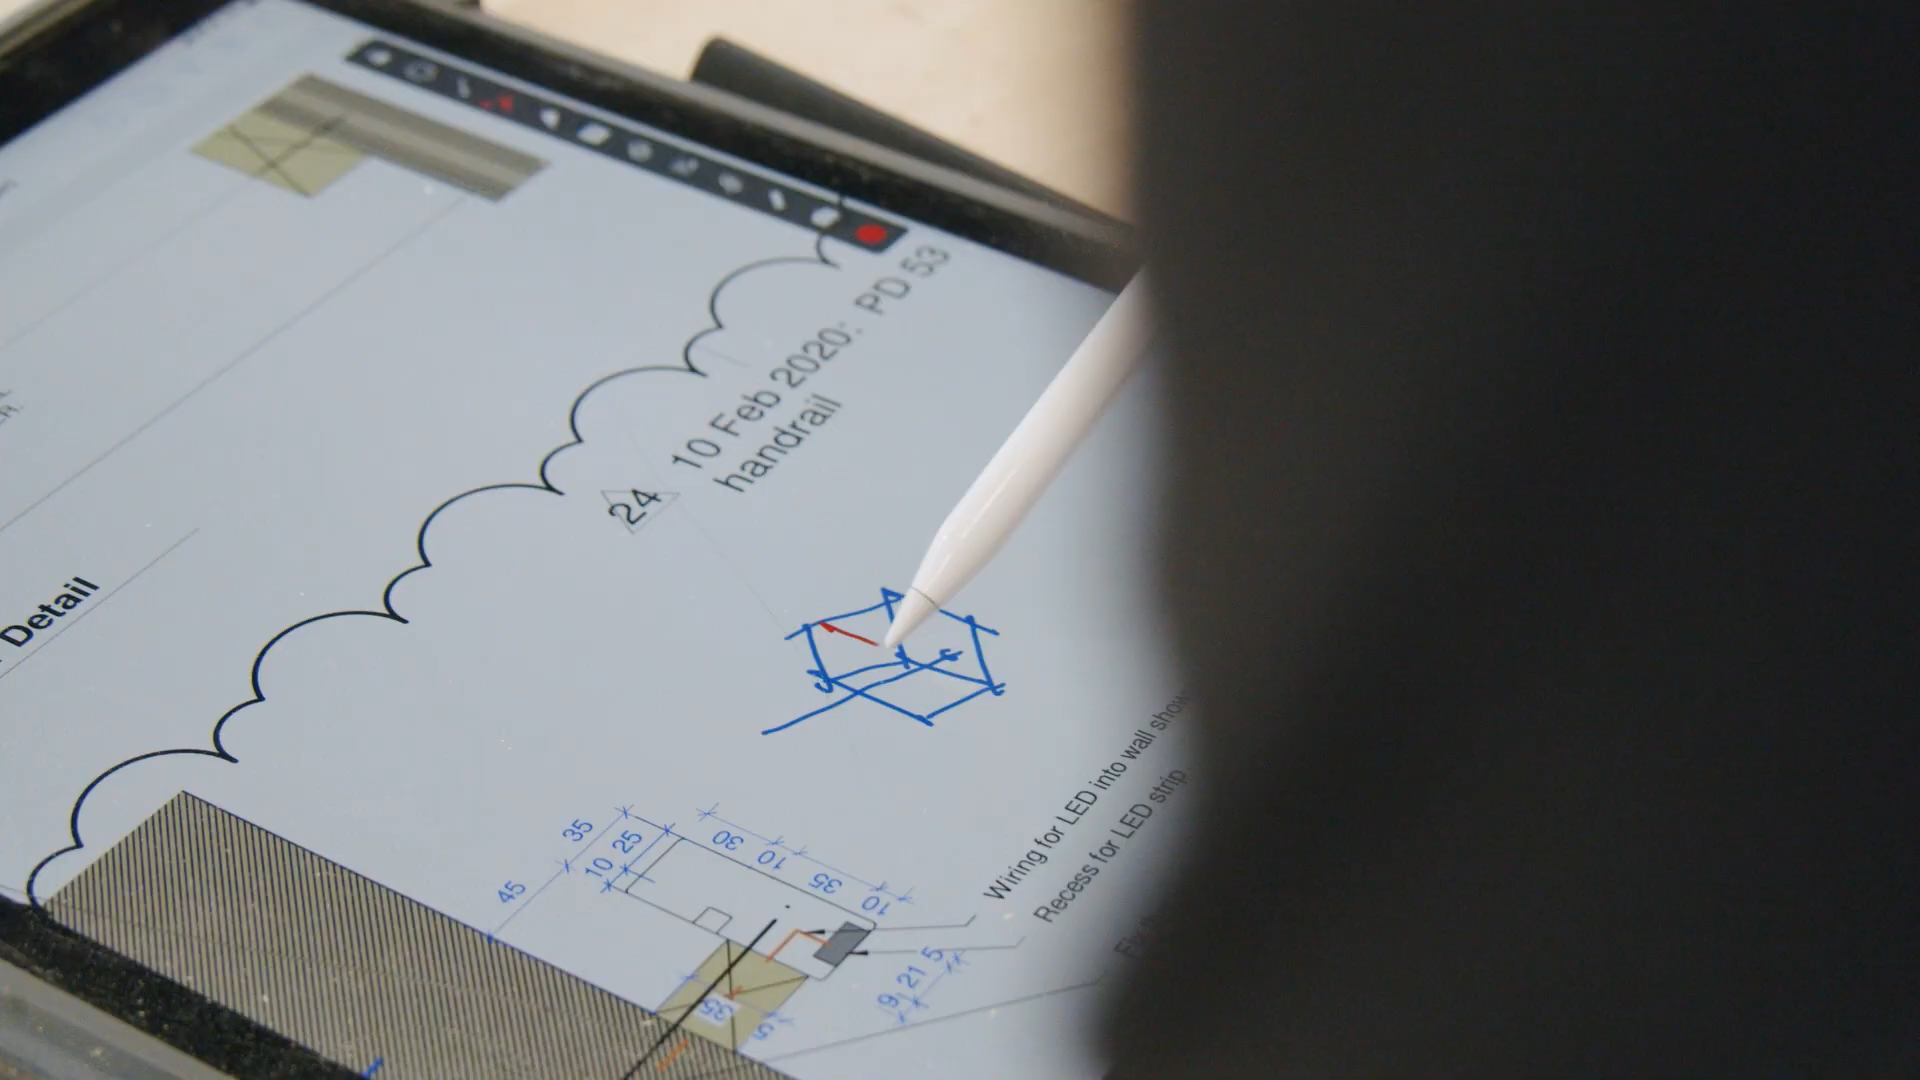 10 Feb 2020: PD 53
handrail
24
Detail
35
25
10
45
30
10
35
10
Wiring for LED into wall show
Recess for LED strip
9 21 5
35
5